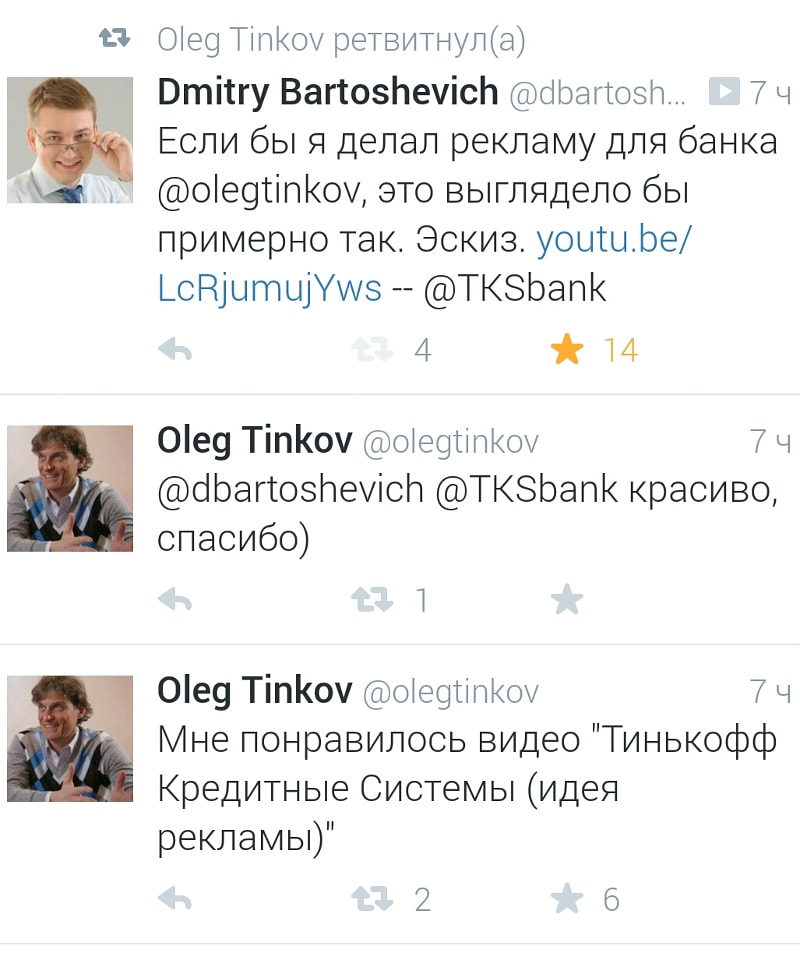 Oleg Tinkov ретвитнул(а)
Dmitry Bartoshevich @dbartosh... 7 ч
Если бы я делал рекламу для банка
@olegtinkov, это выглядело бы
примерно так. Эскиз. youtu.be/
LcRjumujYws -- @TKSbank
4 14
Oleg Tinkov @olegtinkov 7 ч
@dbartoshevich @TKSbank красиво,
спасибо)
1
Oleg Tinkov @olegtinkov 7 ч
Мне понравилось видео "Тинькофф
Кредитные Системы (идея
рекламы)"
2 6